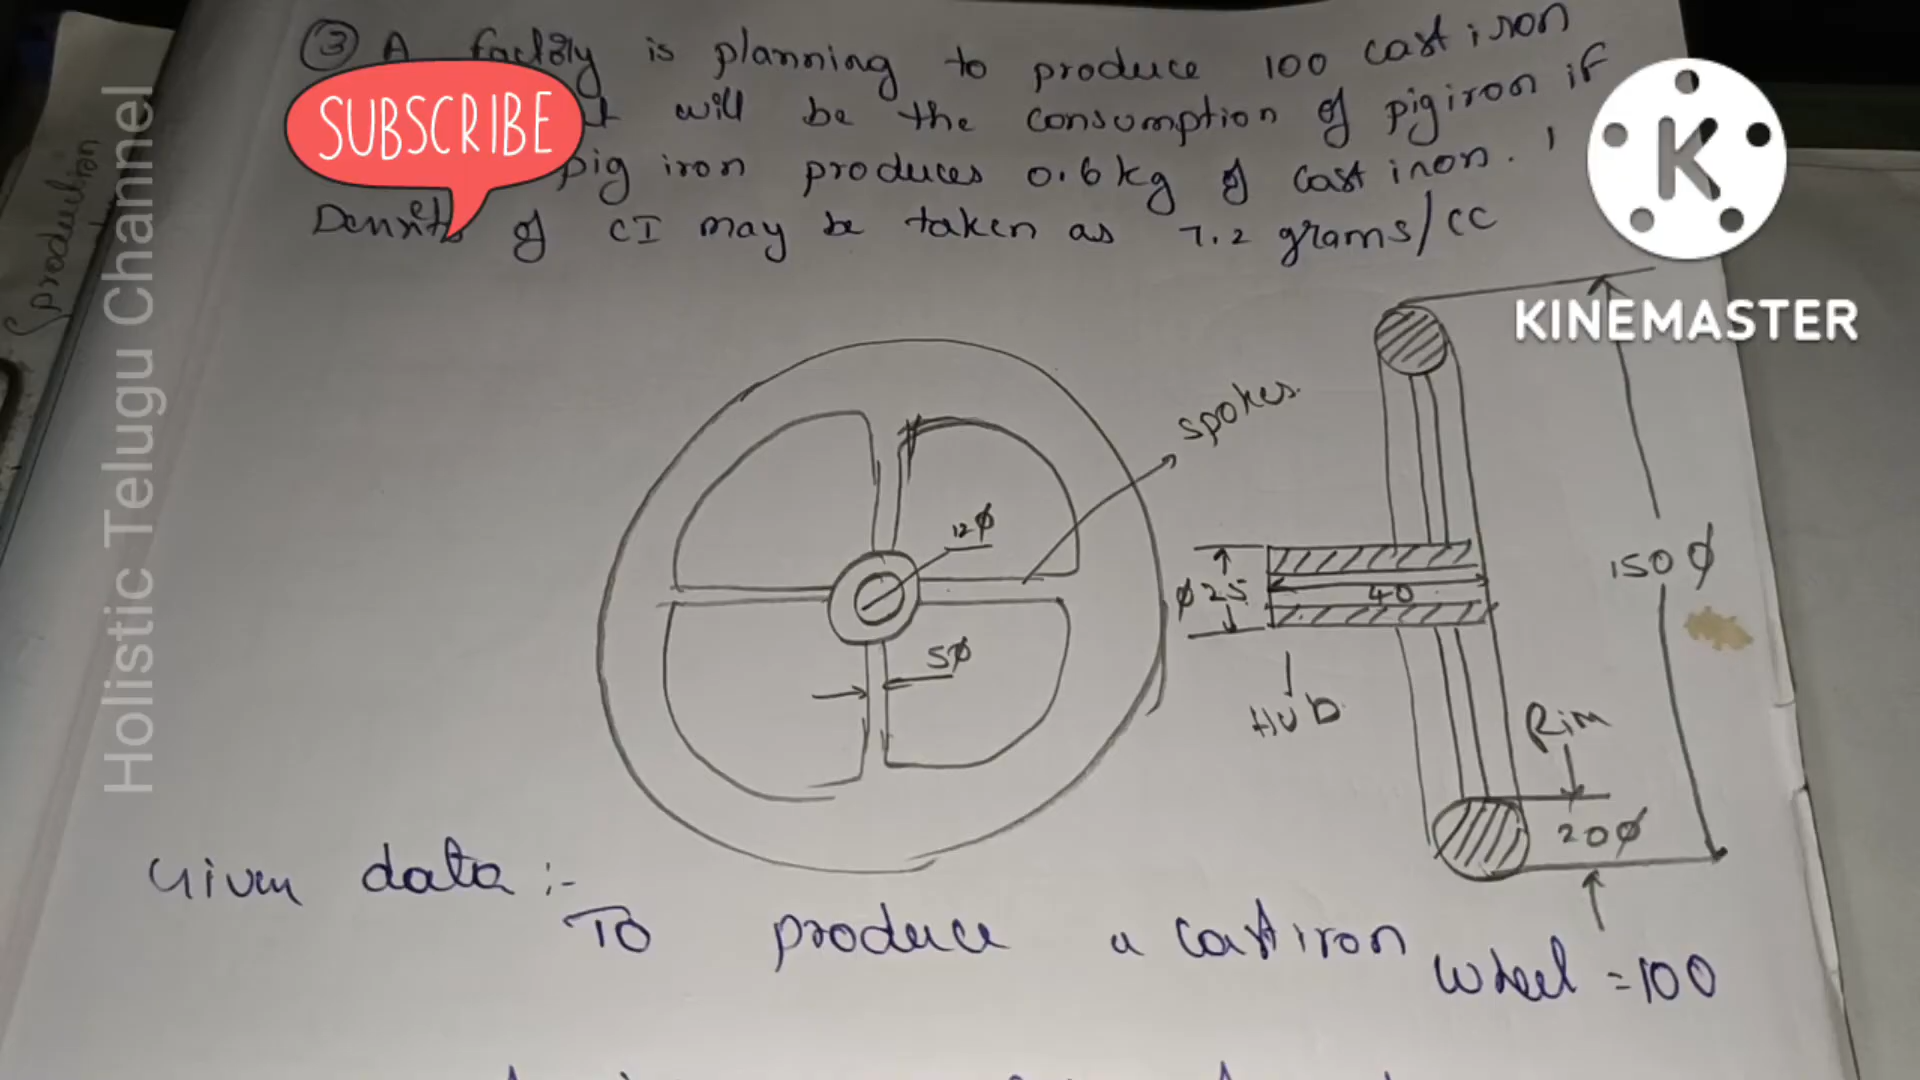 ③ A factory is planning to produce 100 cast iron
will be the consumption of pigiron if
pig iron produces 0.6kg of cast iron.
Density of CI may be taken as 7.2 grams/cc
SUBSCRIBE
KINEMASTER
K
Holistic Telugu Channel
production
spokes
12φ
5φ
φ25
40
150φ
HUB
Rim
20φ
Given data :-
To produce a cast iron wheel = 100